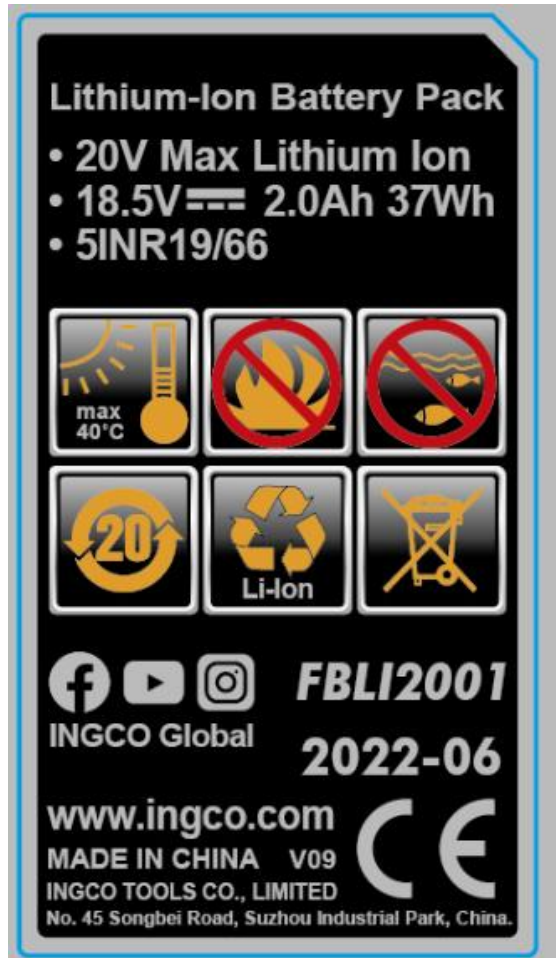 Lithium-Ion Battery Pack
• 20V Max Lithium Ion
• 18.5V⎓ 2.0Ah 37Wh
• 5INR19/66
max
40°C
20
Li-Ion
FBLI2001
INGCO Global
2022-06
www.ingco.com
CE
MADE IN CHINA V09
INGCO TOOLS CO., LIMITED
No. 45 Songbei Road, Suzhou Industrial Park, China.